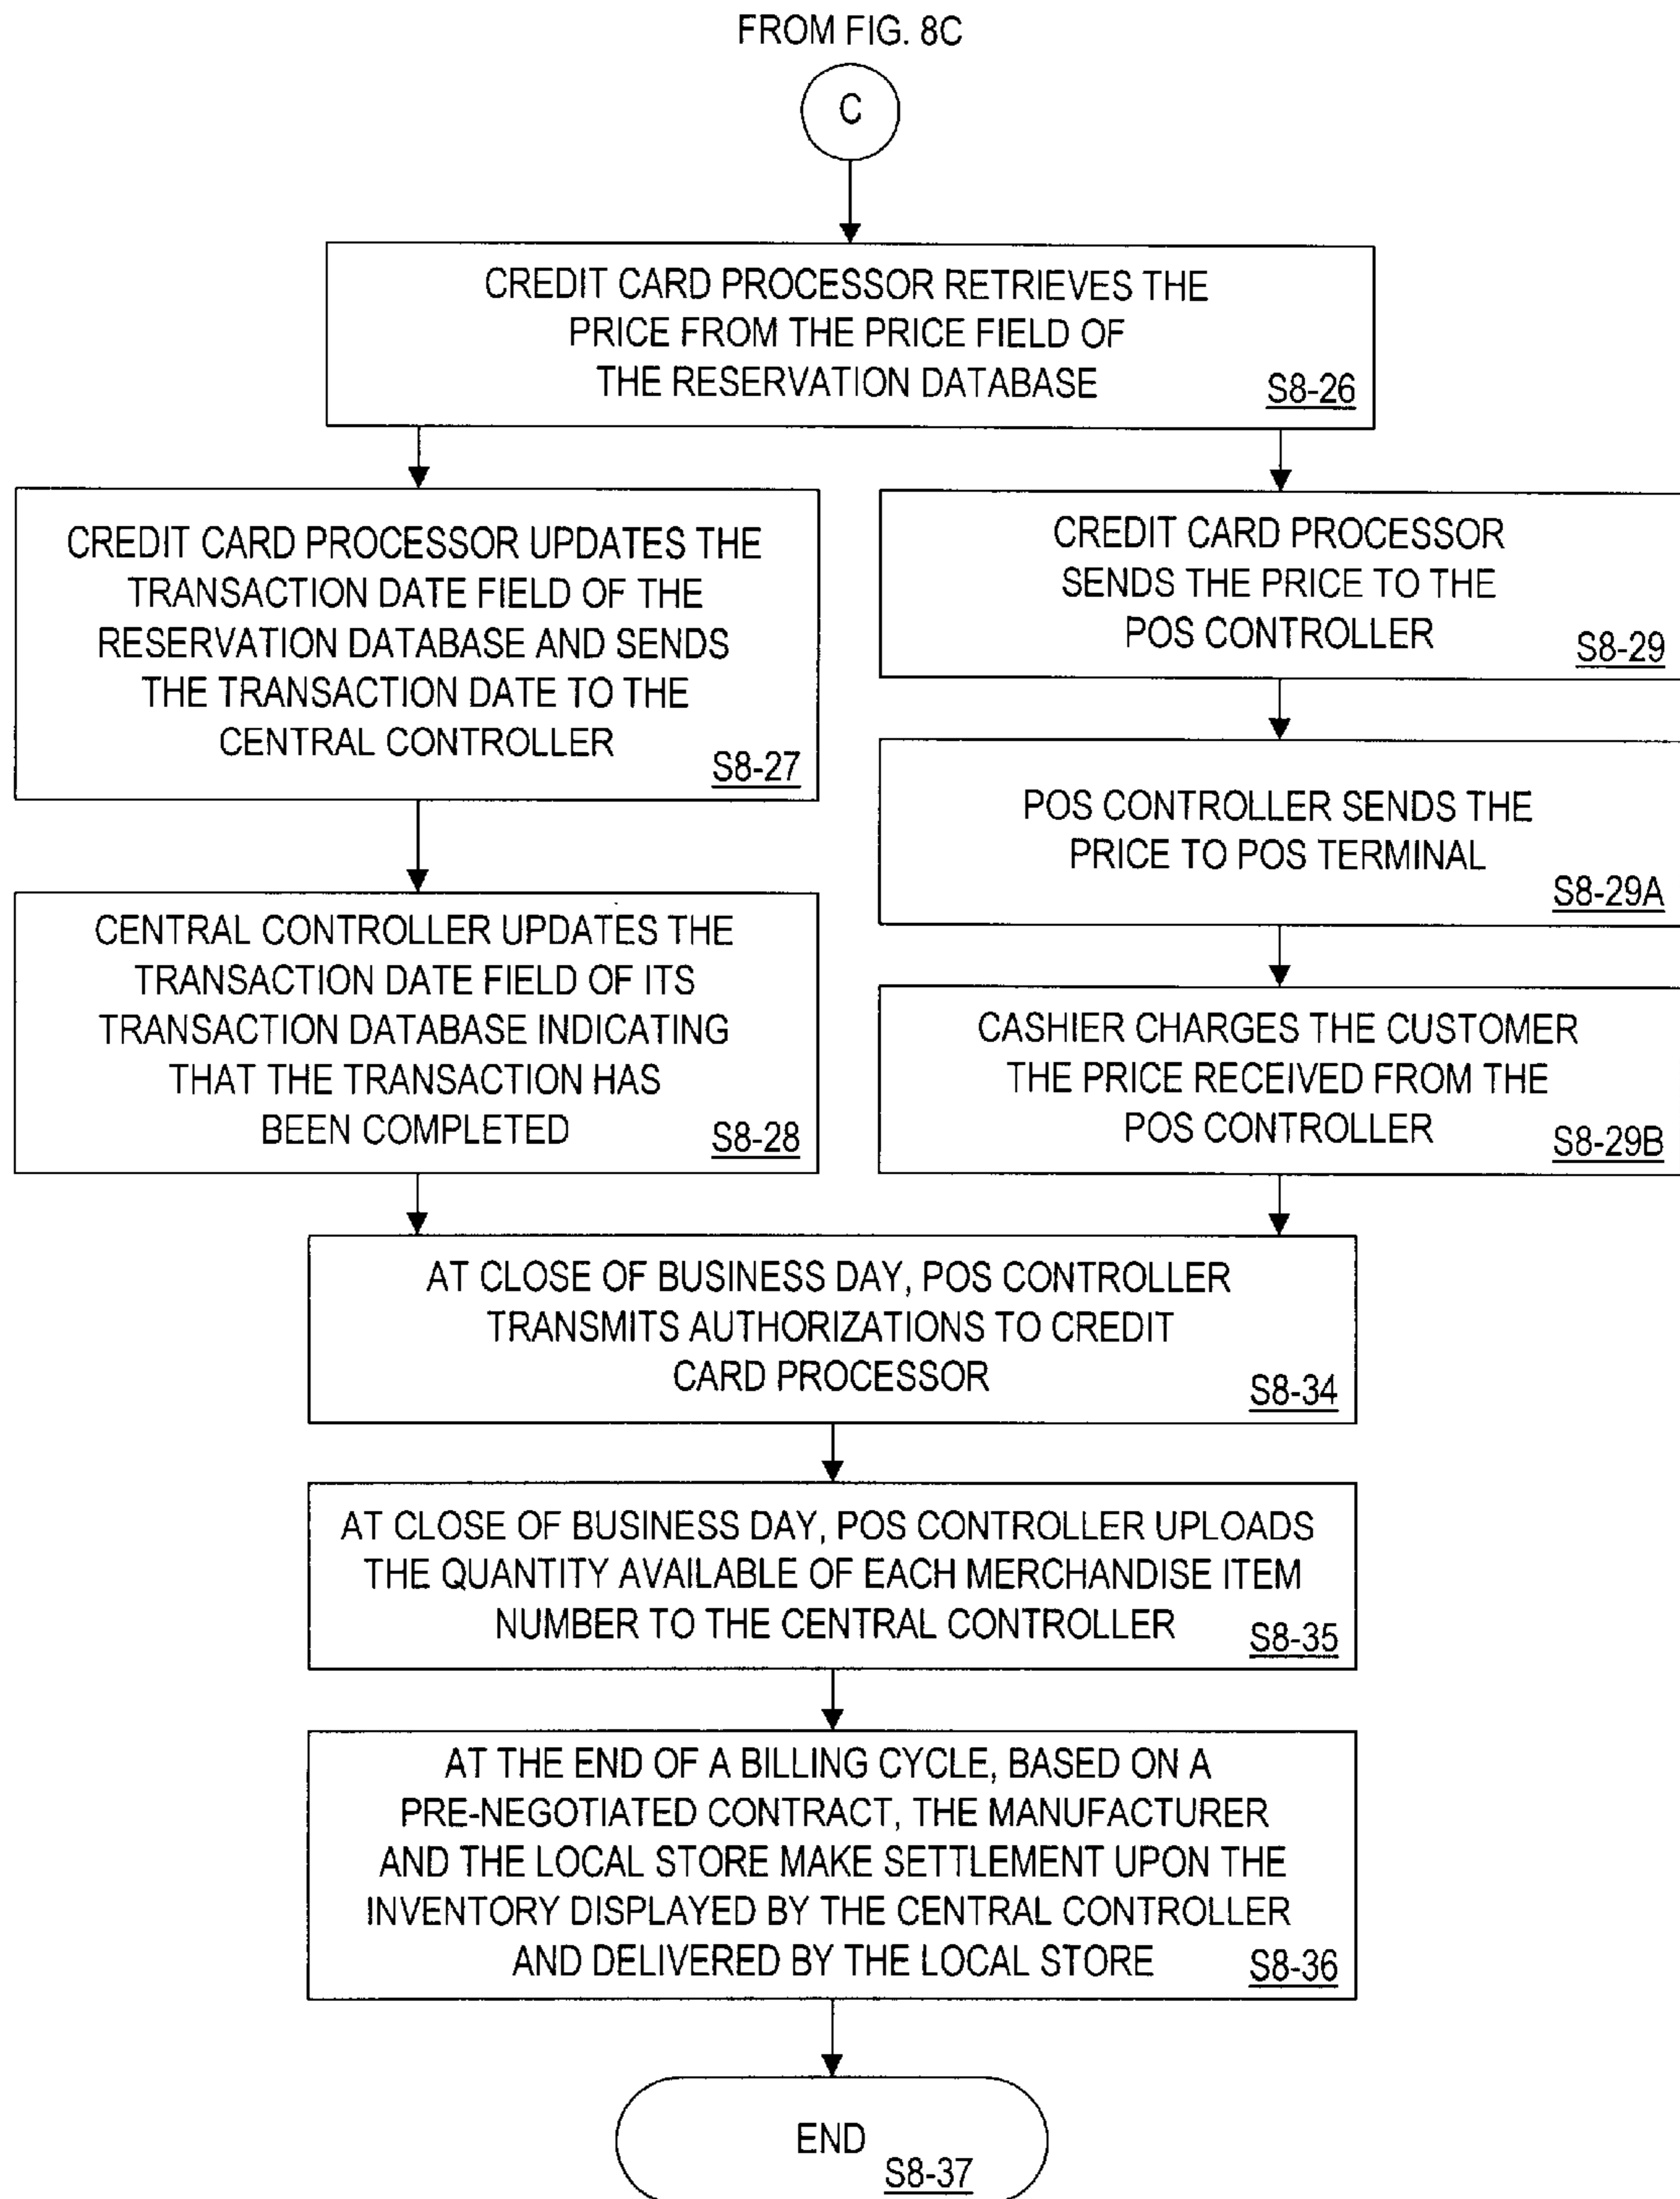 FROM FIG. 8C
C
CREDIT CARD PROCESSOR RETRIEVES THE
PRICE FROM THE PRICE FIELD OF
THE RESERVATION DATABASE
S8-26
CREDIT CARD PROCESSOR UPDATES THE
TRANSACTION DATE FIELD OF THE
RESERVATION DATABASE AND SENDS
THE TRANSACTION DATE TO THE
CENTRAL CONTROLLER
S8-27
CENTRAL CONTROLLER UPDATES THE
TRANSACTION DATE FIELD OF ITS
TRANSACTION DATABASE INDICATING
THAT THE TRANSACTION HAS
BEEN COMPLETED
S8-28
CREDIT CARD PROCESSOR
SENDS THE PRICE TO THE
POS CONTROLLER
S8-29
POS CONTROLLER SENDS THE
PRICE TO POS TERMINAL
S8-29A
CASHIER CHARGES THE CUSTOMER
THE PRICE RECEIVED FROM THE
POS CONTROLLER
S8-29B
AT CLOSE OF BUSINESS DAY, POS CONTROLLER
TRANSMITS AUTHORIZATIONS TO CREDIT
CARD PROCESSOR
S8-34
AT CLOSE OF BUSINESS DAY, POS CONTROLLER UPLOADS
THE QUANTITY AVAILABLE OF EACH MERCHANDISE ITEM
NUMBER TO THE CENTRAL CONTROLLER
S8-35
AT THE END OF A BILLING CYCLE, BASED ON A
PRE-NEGOTIATED CONTRACT, THE MANUFACTURER
AND THE LOCAL STORE MAKE SETTLEMENT UPON THE
INVENTORY DISPLAYED BY THE CENTRAL CONTROLLER
AND DELIVERED BY THE LOCAL STORE
S8-36
END
S8-37